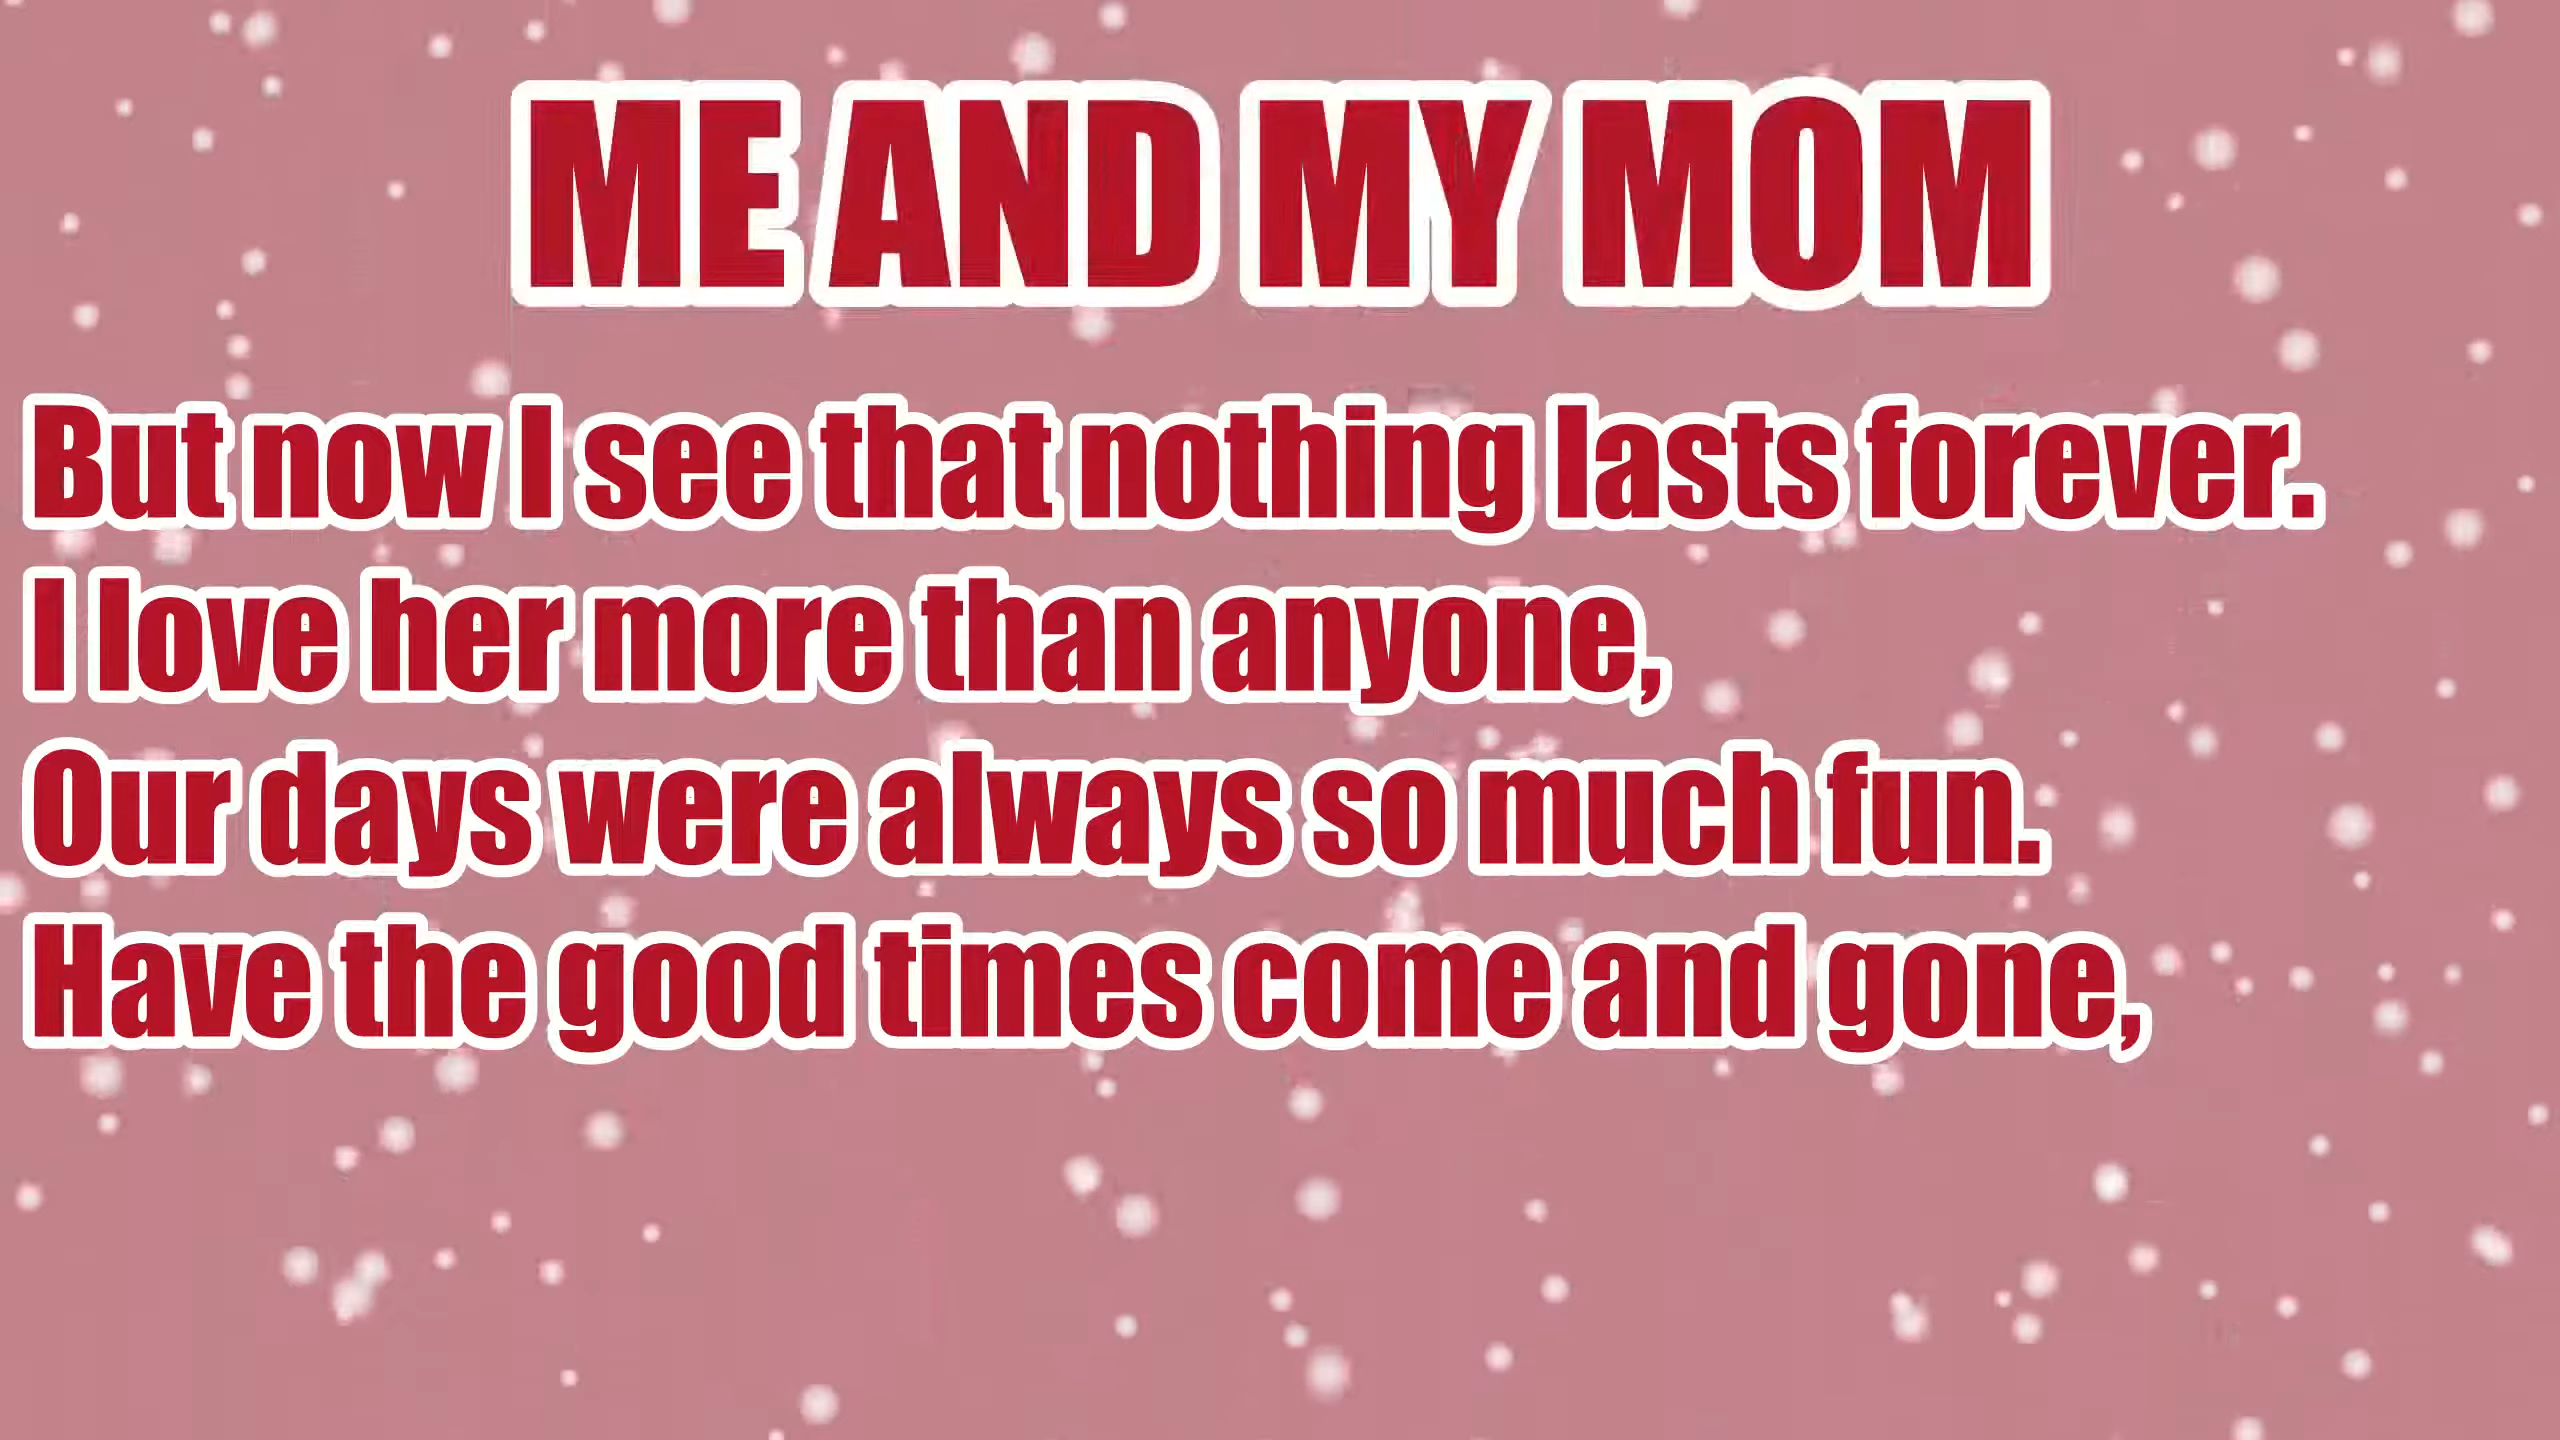 ME AND MY MOM
But now I see that nothing lasts forever.
I love her more than anyone,
Our days were always so much fun.
Have the good times come and gone,